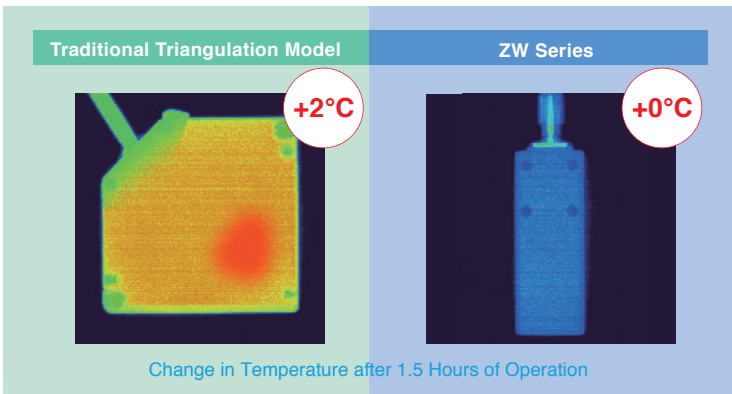 Traditional Triangulation Model
ZW Series
+2°C
+0°C
Change in Temperature after 1.5 Hours of Operation